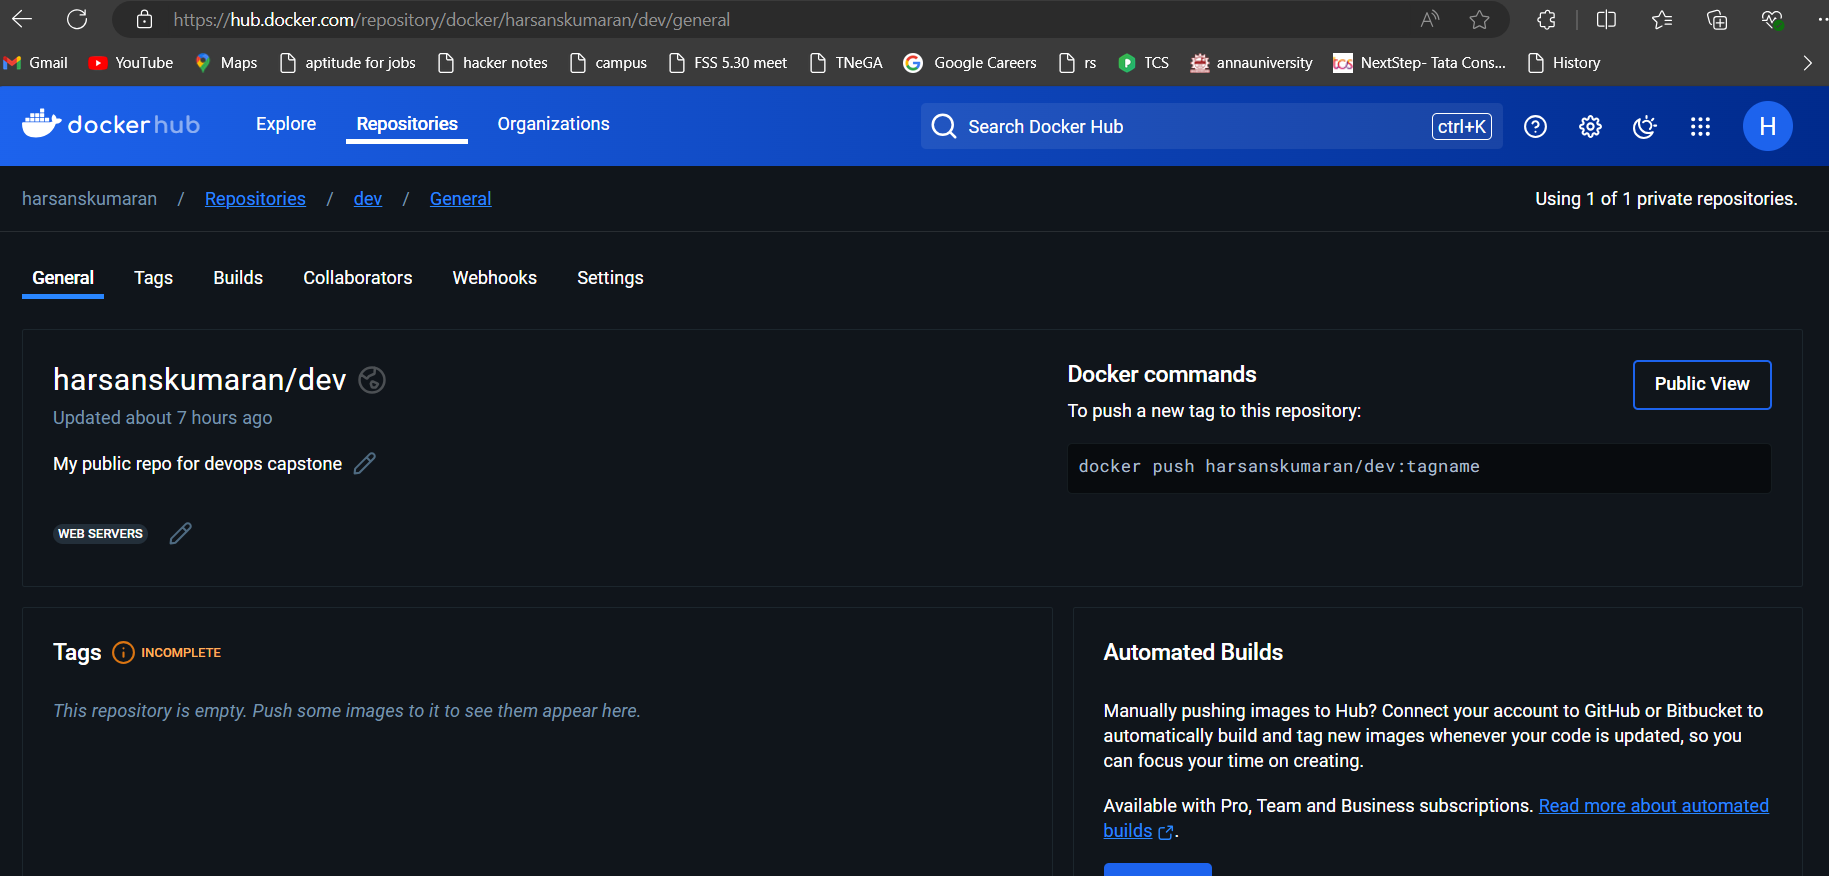 https://hub.docker.com/repository/docker/harsanskumaran/dev/general
Gmail YouTube Maps aptitude for jobs hacker notes campus FSS 5.30 meet TNeGA Google Careers rs TCS annauniversity NextStep- Tata Cons... History
dockerhub Explore Repositories Organizations Search Docker Hub ctrl+K H
harsanskumaran / Repositories / dev / General Using 1 of 1 private repositories.
General Tags Builds Collaborators Webhooks Settings
harsanskumaran/dev
Updated about 7 hours ago
My public repo for devops capstone
WEB SERVERS
Docker commands
Public View
To push a new tag to this repository:
docker push harsanskumaran/dev:tagname
Tags INCOMPLETE
This repository is empty. Push some images to it to see them appear here.
Automated Builds
Manually pushing images to Hub? Connect your account to GitHub or Bitbucket to
automatically build and tag new images whenever your code is updated, so you
can focus your time on creating.
Available with Pro, Team and Business subscriptions. Read more about automated
builds.